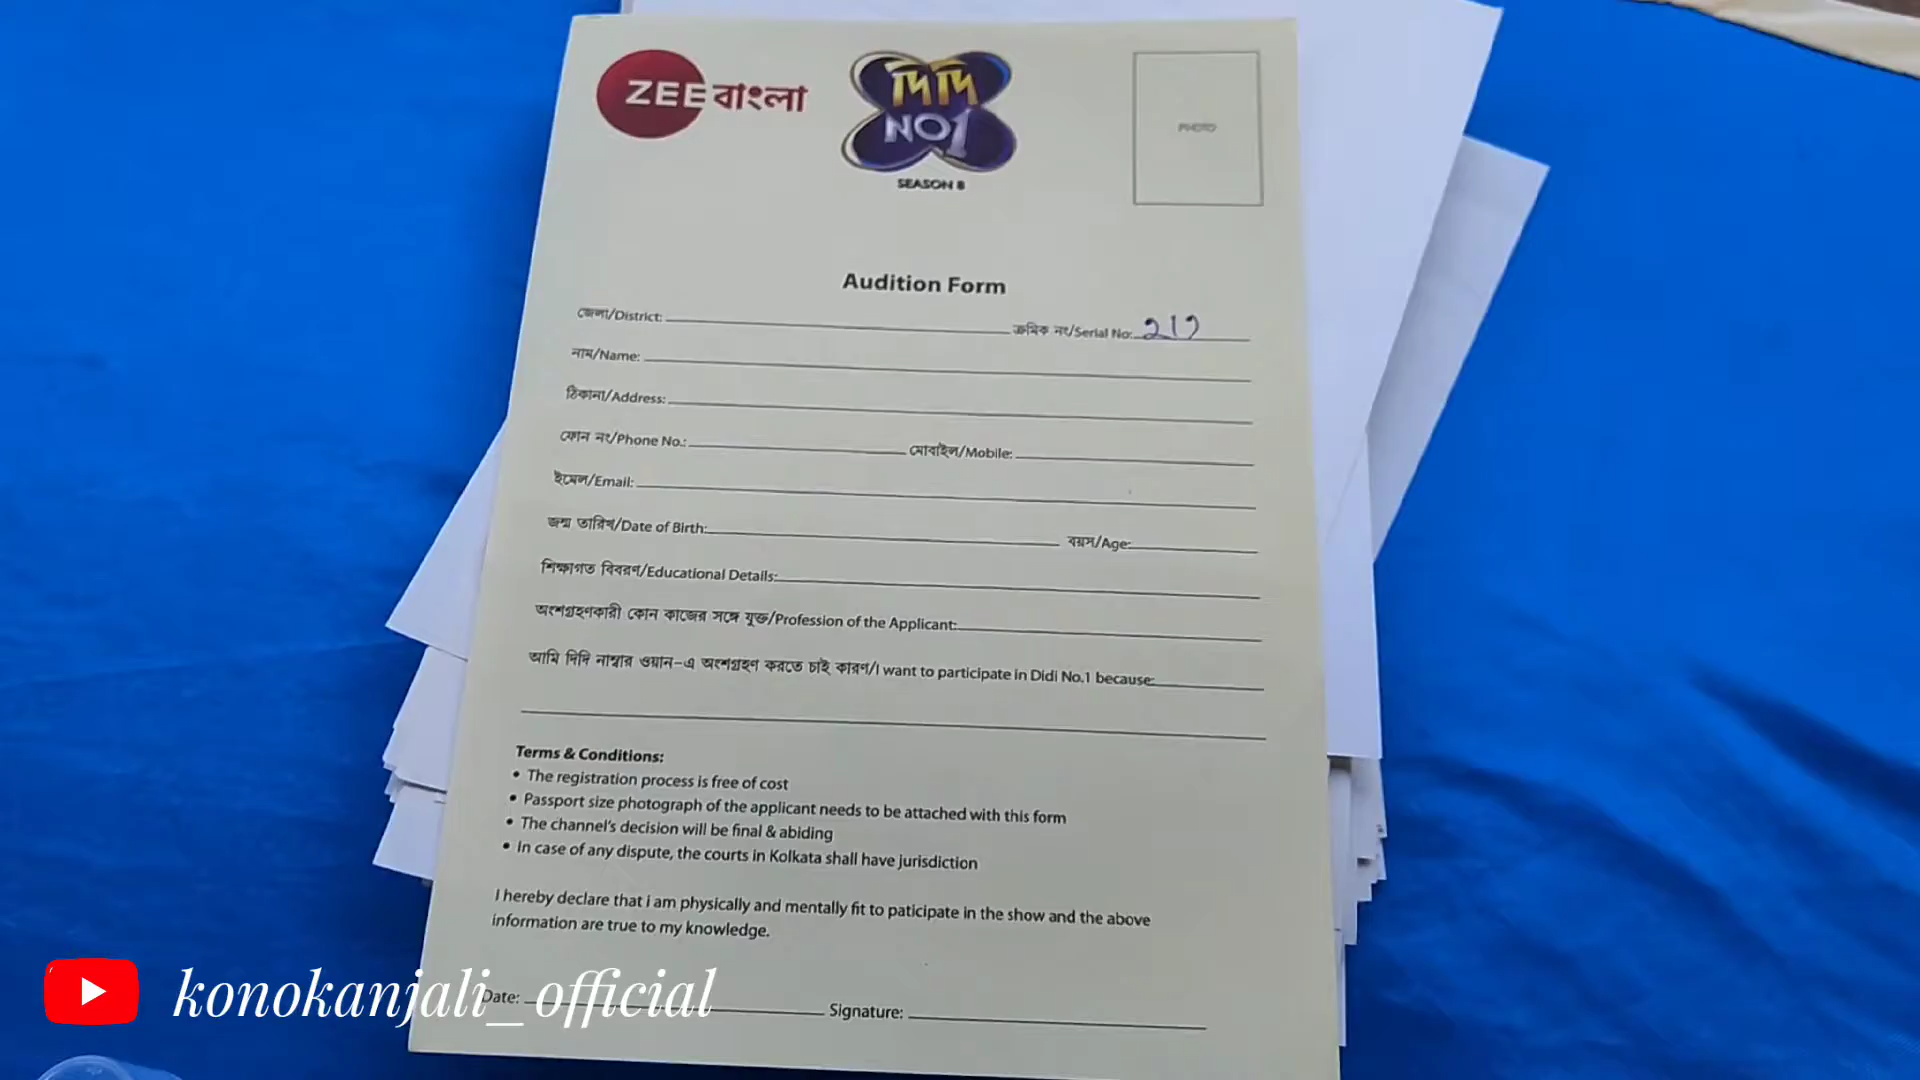 ZEE বাংলা
দিদি
NO1
SEASON 8
PHOTO
Audition Form
জেলা/District: ক্রমিক নং/Serial No:
নাম/Name:
ঠিকানা/Address:
ফোন নং/Phone No.: মোবাইল/Mobile:
ইমেল/Email:
জন্ম তারিখ/Date of Birth: বয়স/Age:
শিক্ষাগত বিবরণ/Educational Details:
অংশগ্রহণকারী কোন কাজের সঙ্গে যুক্ত/Profession of the Applicant:
আমি দিদি নাম্বার ওয়ান-এ অংশগ্রহণ করতে চাই কারণ/I want to participate in Didi No.1 because:
Terms & Conditions:
• The registration process is free of cost
• Passport size photograph of the applicant needs to be attached with this form
• The channel's decision will be final & abiding
• In case of any dispute, the courts in Kolkata shall have jurisdiction
I hereby declare that i am physically and mentally fit to paticipate in the show and the above
information are true to my knowledge.
Date: Signature:
konokanjali_official